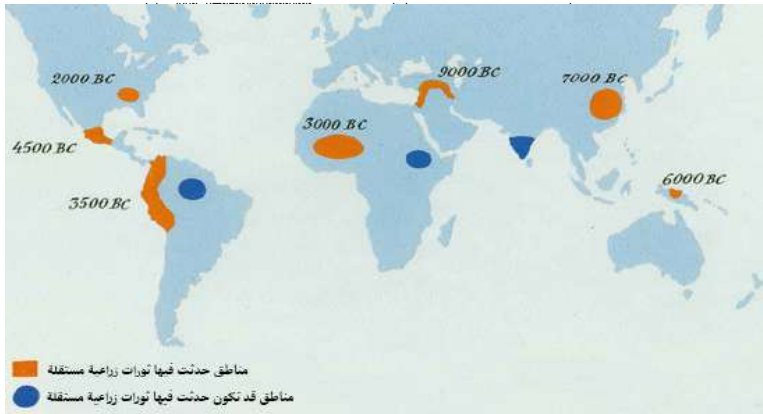 2000 BC
9000 BC
7000 BC
3000 BC
4500 BC
6000 BC
3500 BC
مناطق حدثت فيها ثورات زراعية مستقلة
مناطق قد تكون حدثت فيها ثورات زراعية مستقلة